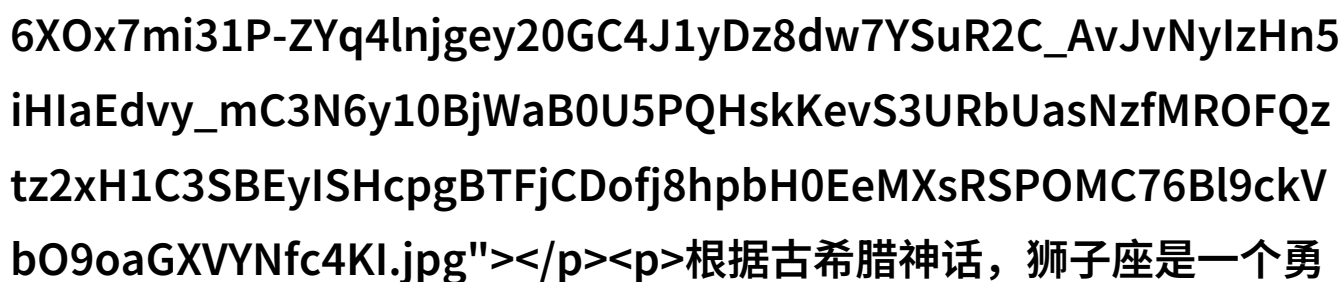 6XOx7mi31P-ZYq4lnjgey20GC4J1yDz8dw7YSuR2C_AvJvNyIzHn5
iHIaEdvy_mC3N6y10BjWaB0U5PQHskKevS3URbUasNzfMROFQz
tz2xH1C3SBEyISHcpgBTFjCDofj8hpbH0EeMXsRSPOMC76Bl9ckV
bO9oaGXVYNfc4KI.jpg"></p><p>根据古希腊神话，狮子座是一个勇